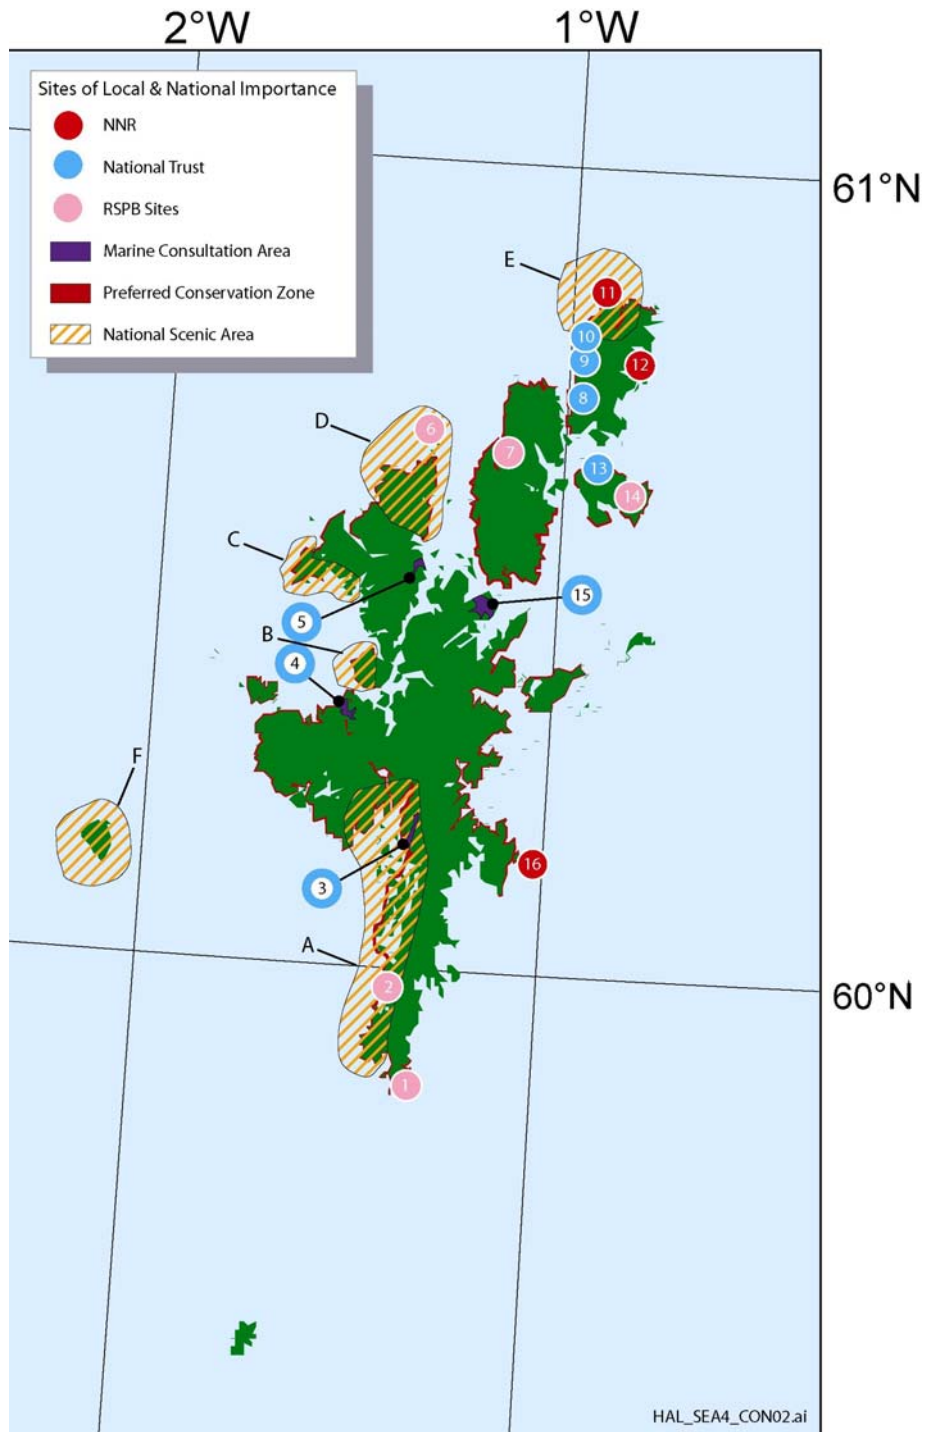 2°W
1°W
Sites of Local & National Importance
NNR
National Trust
RSPB Sites
Marine Consultation Area
Preferred Conservation Zone
National Scenic Area
61°N
E
11
10
9
12
8
D
6
7
13
14
C
5
15
B
4
F
16
3
A
2
60°N
1
HAL_SEA4_CON02.ai